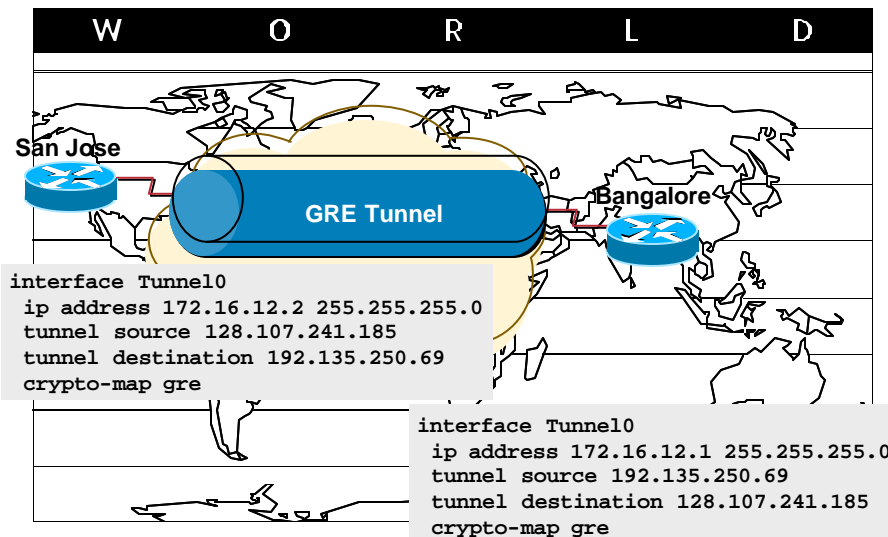 W O R L D
San Jose
Bangalore
GRE Tunnel
interface Tunnel0
ip address 172.16.12.2 255.255.255.0
tunnel source 128.107.241.185
tunnel destination 192.135.250.69
crypto-map gre
interface Tunnel0
ip address 172.16.12.1 255.255.255.0
tunnel source 192.135.250.69
tunnel destination 128.107.241.185
crypto-map gre